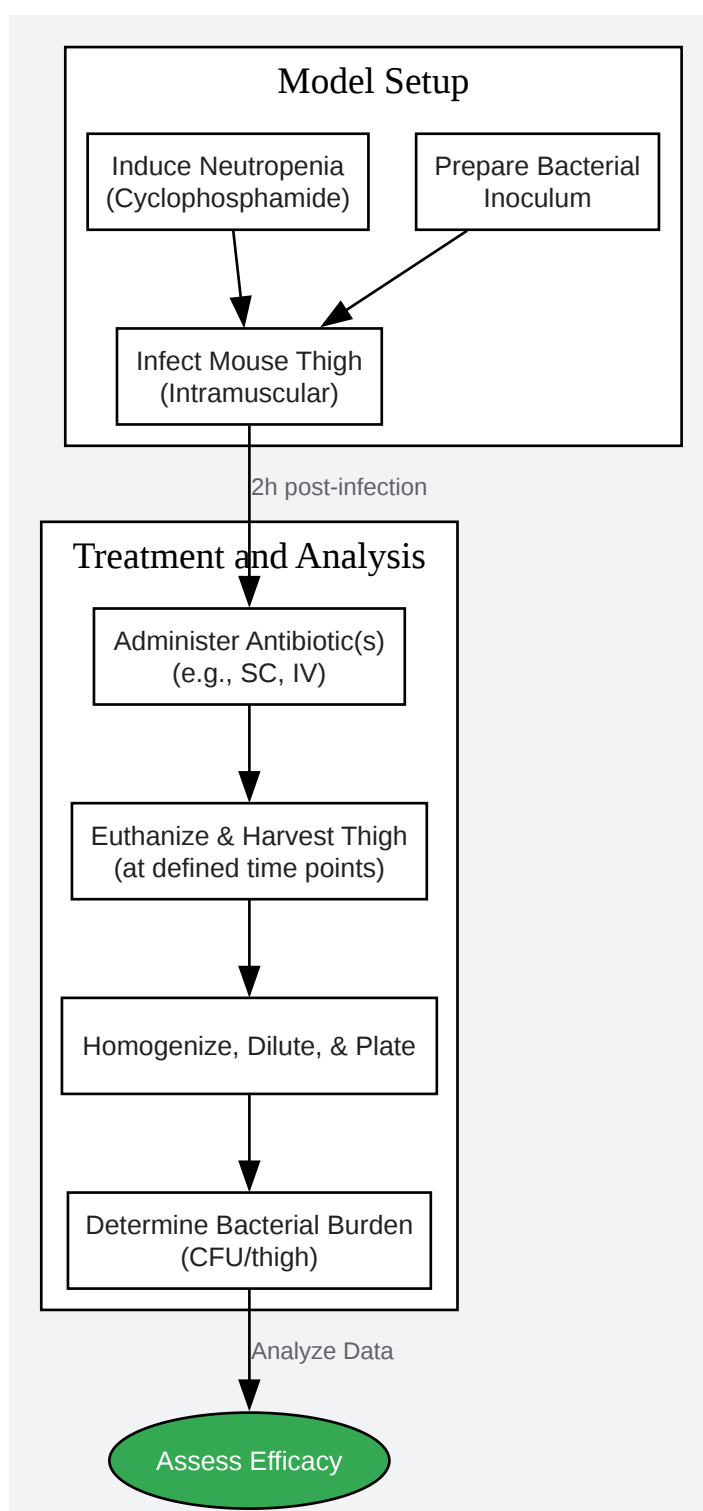 Model Setup
Induce Neutropenia
(Cyclophosphamide)
Prepare Bacterial
Inoculum
Infect Mouse Thigh
(Intramuscular)
2h post-infection
Treatment and Analysis
Administer Antibiotic(s)
(e.g., SC, IV)
Euthanize & Harvest Thigh
(at defined time points)
Homogenize, Dilute, & Plate
Determine Bacterial Burden
(CFU/thigh)
Analyze Data
Assess Efficacy